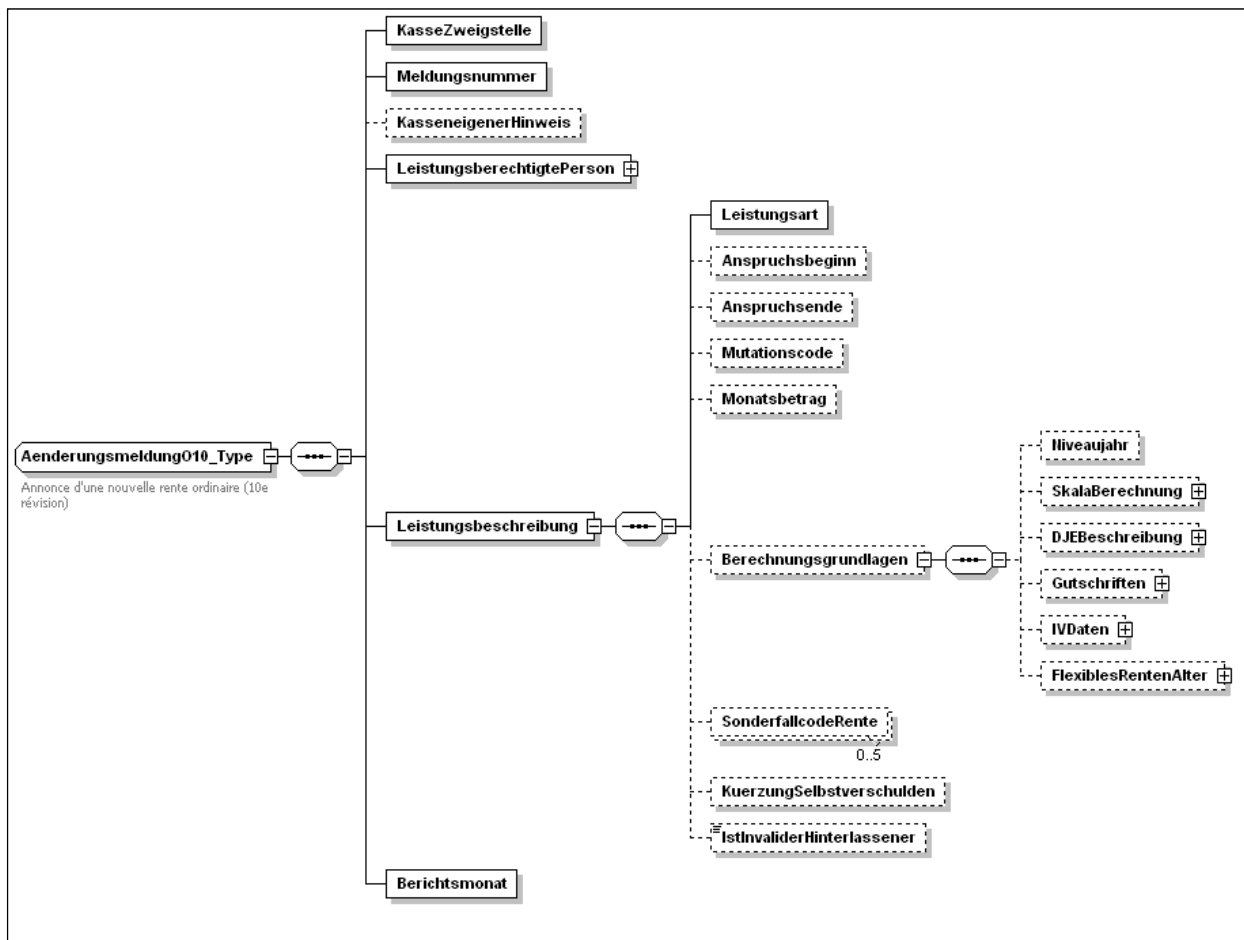 KasseZweigstelle
Meldungsnummer
KasseneigenerHinweis
LeistungsberechtigtePerson
Leistungsart
Anspruchsbeginn
Anspruchsende
Mutationscode
Monatsbetrag
AenderungsmeldungO10_Type
Annonce d'une nouvelle rente ordinaire (10e
révision)
Leistungsbeschreibung
Berechnungsgrundlagen
Niveaujahr
SkalaBerechnung
DJEBeschreibung
Gutschriften
IVDaten
FlexiblesRentenAlter
SonderfallcodeRente
0..5
KuerzungSelbstverschulden
IstInvaliderHinterlassener
Berichtsmonat